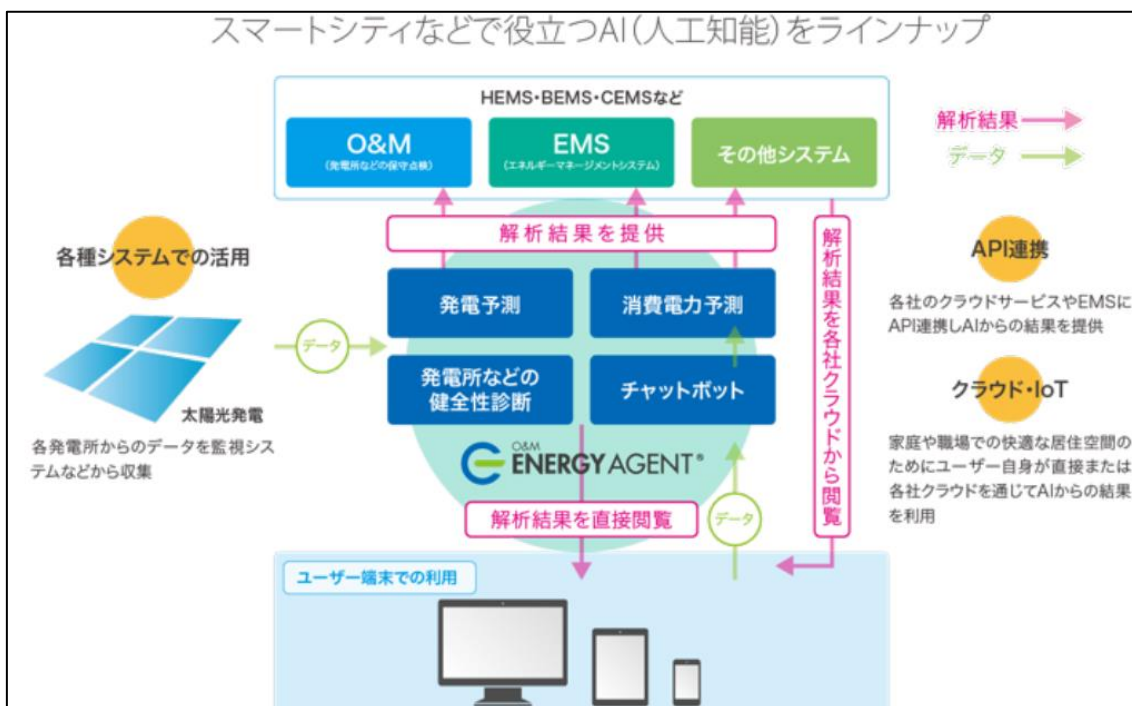 スマートシティなどで役立つAI(人工知能)をラインナップ
HEMS・BEMS・CEMSなど
O&M
(発電所などの保守点検)
EMS
(エネルギーマネージメントシステム)
その他システム
解析結果
データ
解析結果を提供
各種システムでの活用
発電予測
消費電力予測
データ
発電所などの
健全性診断
チャットボット
太陽光発電
各発電所からのデータを監視シス
テムなどから収集
O&M
ENERGY AGENT®
解析結果を直接閲覧
データ
解析結果を各社クラウドから閲覧
API連携
各社のクラウドサービスやEMSに
API連携しAIからの結果を提供
クラウド・IoT
家庭や職場での快適な居住空間の
ためにユーザー自身が直接または
各社クラウドを通じてAIからの結果
を利用
ユーザー端末での利用